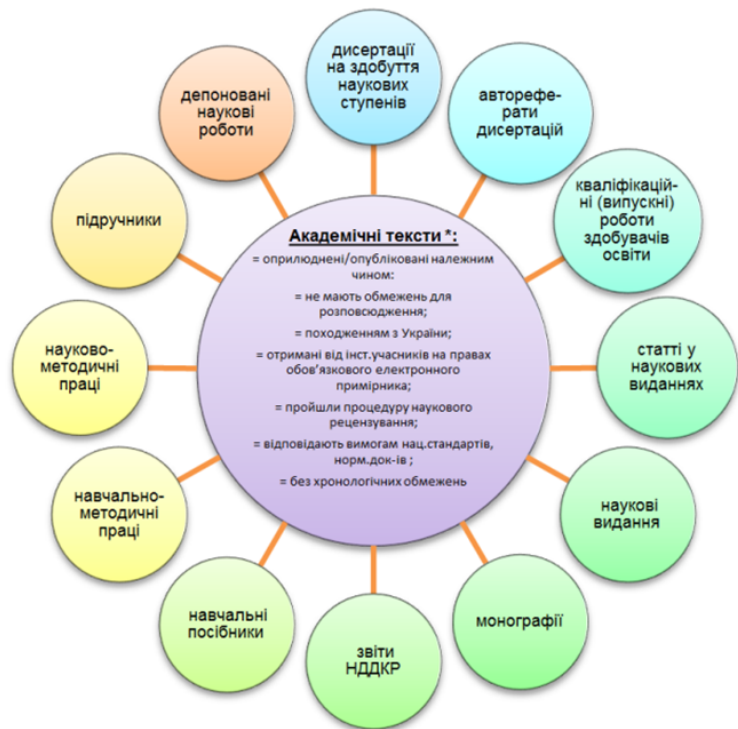 дисертації
на здобуття
наукових
ступенів
авторефе-
рати
дисертацій
кваліфікацій-
ні (випускні)
роботи
здобувачів
освіти
статті у
наукових
виданнях
наукові
видання
монографії
звіти
НДДКР
навчальні
посібники
навчально-
методичні
праці
науково-
методичні
праці
підручники
депоновані
наукові
роботи
Академічні тексти *:
= оприлюднені/опубліковані належним
чином:
= не мають обмежень для
розповсюдження;
= походженням з України;
= отримані від інст.учасників на правах
обов’язкового електронного
примірника;
= пройшли процедуру наукового
рецензування;
= відповідають вимогам нац.стандартів,
норм.док-ів ;
= без хронологічних обмежень